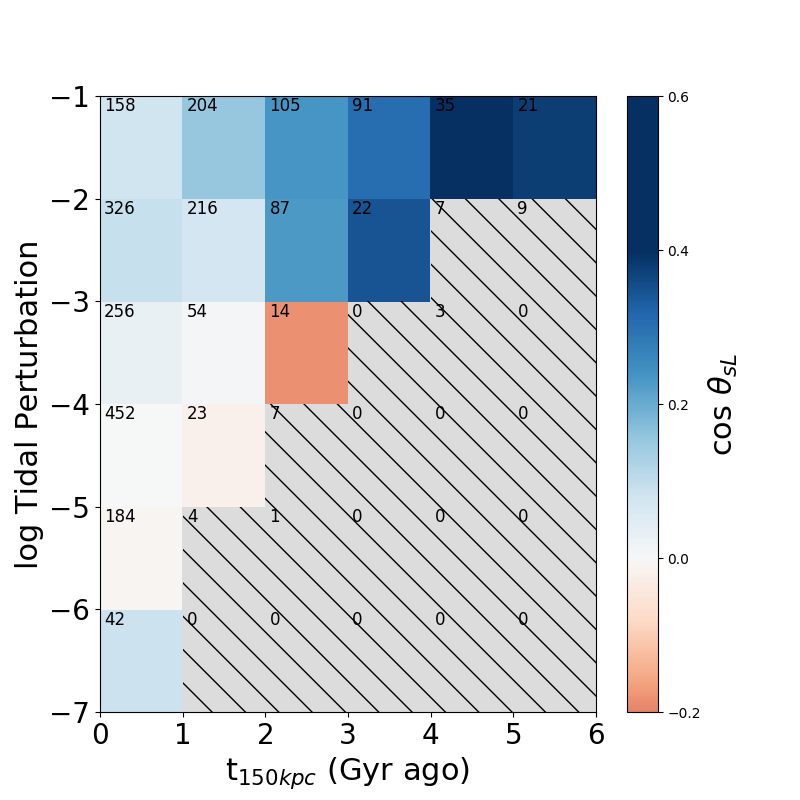 −1
158 204 105 91 35 21
−2
326 216 87 22 7 9
−3
256 54 14 0 3 0
−4
452 23 7 0 0 0
−5
184 4 1 0 0 0
−6
42 0 0 0 0 0
−7
0 1 2 3 4 5 6
t150kpc (Gyr ago)
log Tidal Perturbation
0.6
0.4
0.2
0.0
−0.2
cos θsL